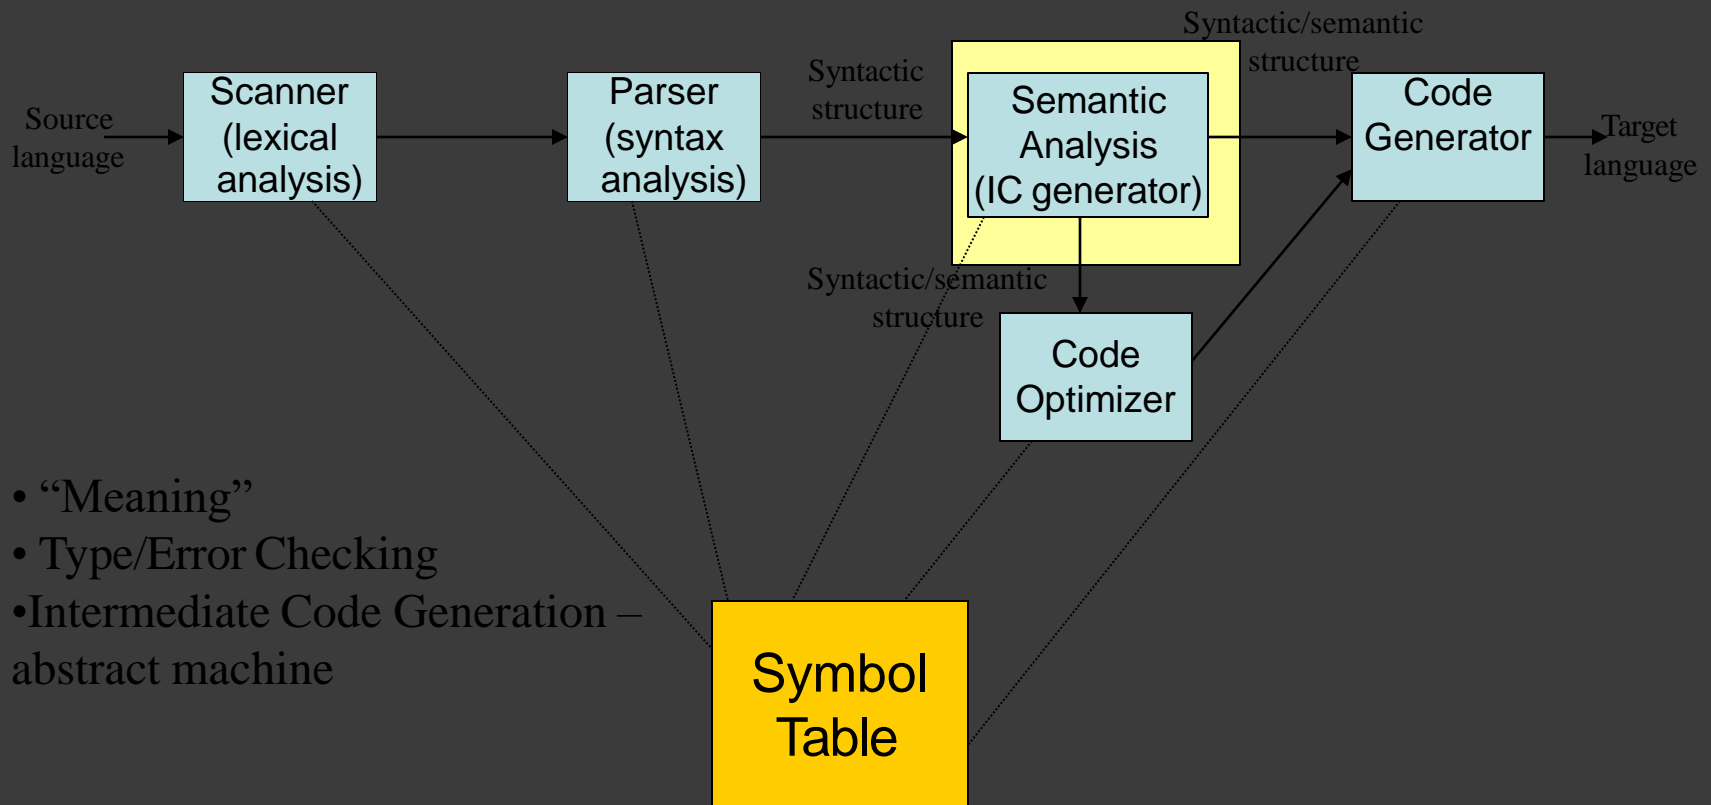 Source
language
Scanner
(lexical
analysis)
Parser
(syntax
analysis)
Syntactic
structure
Semantic
Analysis
(IC generator)
Syntactic/semantic
structure
Code
Generator
Target
language
Syntactic/semantic
structure
Code
Optimizer
• “Meaning”
• Type/Error Checking
•Intermediate Code Generation –
abstract machine
Symbol
Table